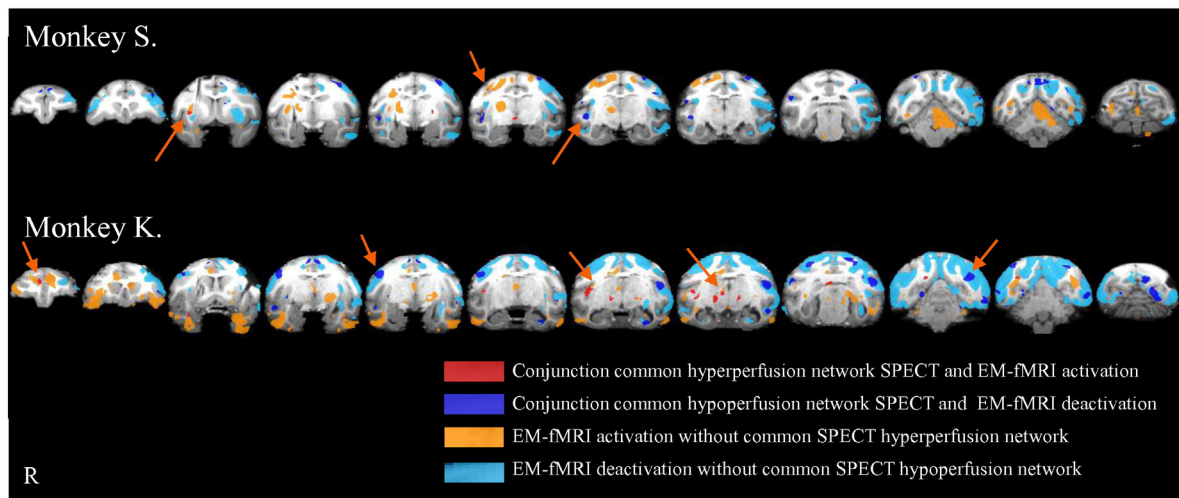 Monkey S.
Monkey K.
Conjunction common hyperperfusion network SPECT and EM-fMRI activation
Conjunction common hypoperfusion network SPECT and EM-fMRI deactivation
EM-fMRI activation without common SPECT hyperperfusion network
EM-fMRI deactivation without common SPECT hypoperfusion network
R